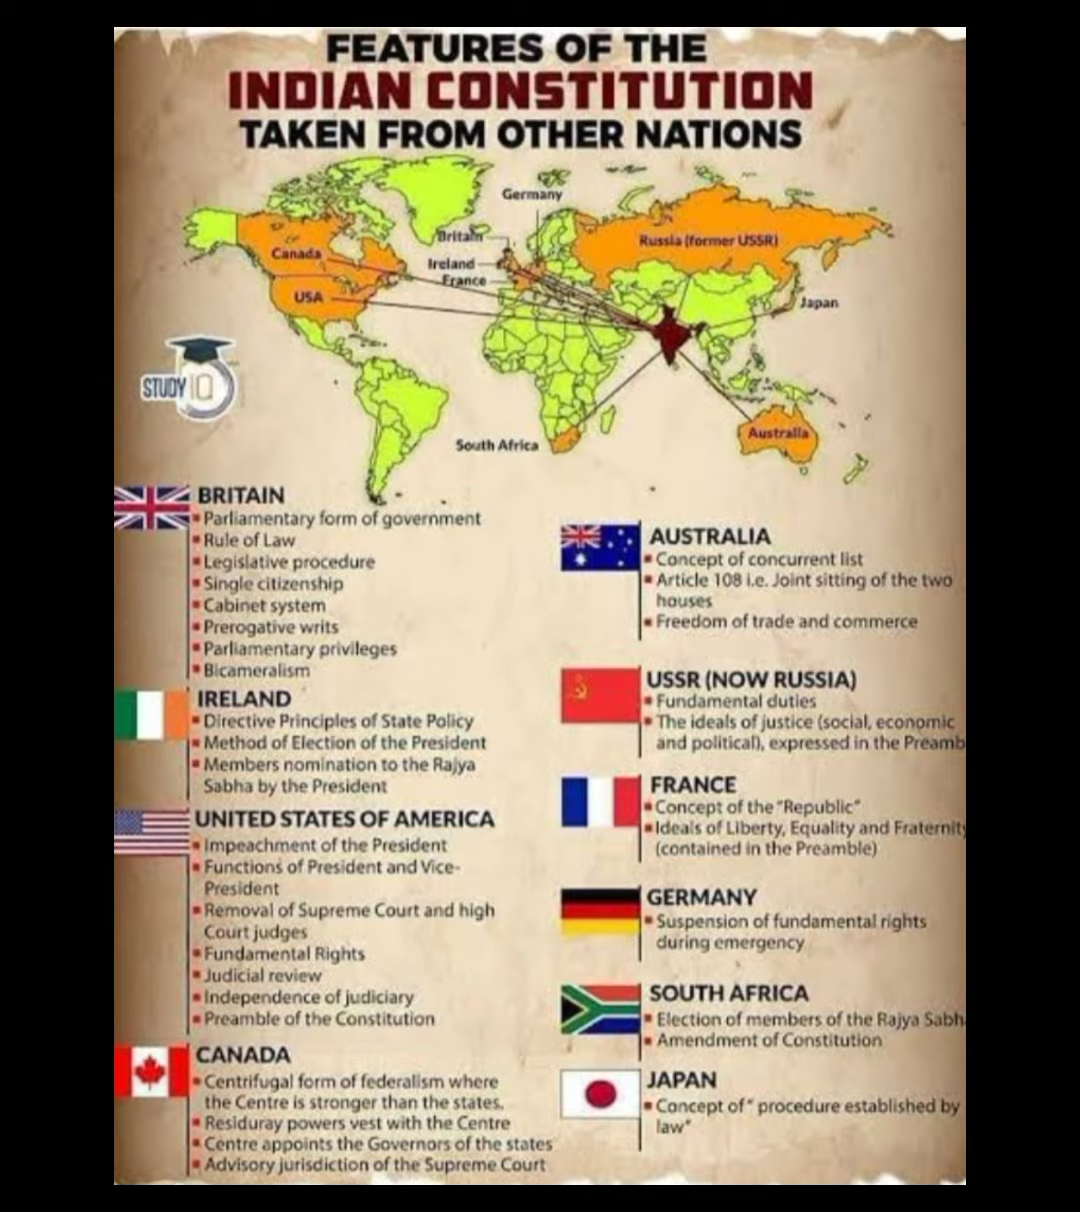 FEATURES OF THE
INDIAN CONSTITUTION
TAKEN FROM OTHER NATIONS
Germany
Britain
Russia (former USSR)
Canada
Ireland
France
USA
Japan
STUDY IQ
South Africa
Australia
BRITAIN
Parliamentary form of government
Rule of Law
Legislative procedure
Single citizenship
Cabinet system
Prerogative writs
Parliamentary privileges
Bicameralism
IRELAND
Directive Principles of State Policy
Method of Election of the President
Members nomination to the Rajya
Sabha by the President
UNITED STATES OF AMERICA
Impeachment of the President
Functions of President and Vice-
President
Removal of Supreme Court and high
Court judges
Fundamental Rights
Judicial review
Independence of judiciary
Preamble of the Constitution
CANADA
Centrifugal form of federalism where
the Centre is stronger than the states.
Residuray powers vest with the Centre
Centre appoints the Governors of the states
Advisory jurisdiction of the Supreme Court
AUSTRALIA
Concept of concurrent list
Article 108 i.e. Joint sitting of the two
houses
Freedom of trade and commerce
USSR (NOW RUSSIA)
Fundamental duties
The ideals of justice (social, economic
and political), expressed in the Preamb
FRANCE
Concept of the "Republic"
Ideals of Liberty, Equality and Fraternity
(contained in the Preamble)
GERMANY
Suspension of fundamental rights
during emergency
SOUTH AFRICA
Election of members of the Rajya Sabh
Amendment of Constitution
JAPAN
Concept of " procedure established by
law"